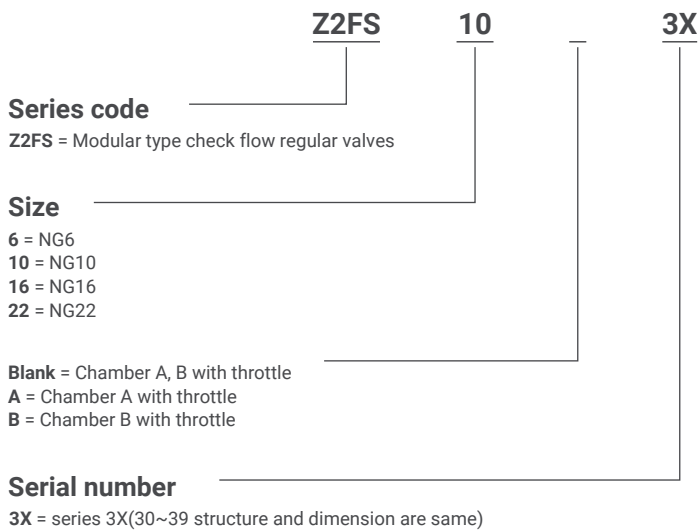 Z2FS 10 _ 3X
Series code
Z2FS = Modular type check flow regular valves
Size
6 = NG6
10 = NG10
16 = NG16
22 = NG22
Blank = Chamber A, B with throttle
A = Chamber A with throttle
B = Chamber B with throttle
Serial number
3X = series 3X(30~39 structure and dimension are same)